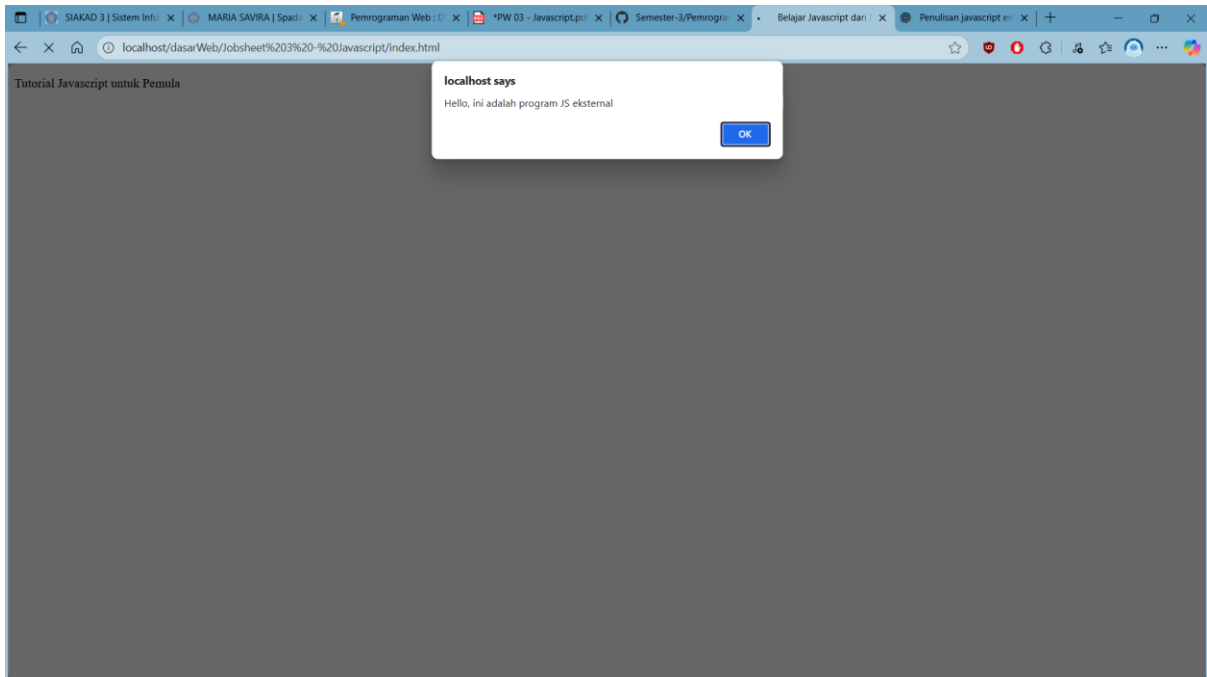 SIAKAD 3 | Sistem Info
MARIA SAVIRA | Spad
Pemrograman Web : D
*PW 03 - Javascript.pd
Semester-3/Pemrogra
Belajar Javascript dari
Penulisan javascript em
localhost/dasarWeb/Jobsheet%203%20-%20Javascript/index.html
Tutorial Javascript untuk Pemula
localhost says
Hello, ini adalah program JS eksternal
OK